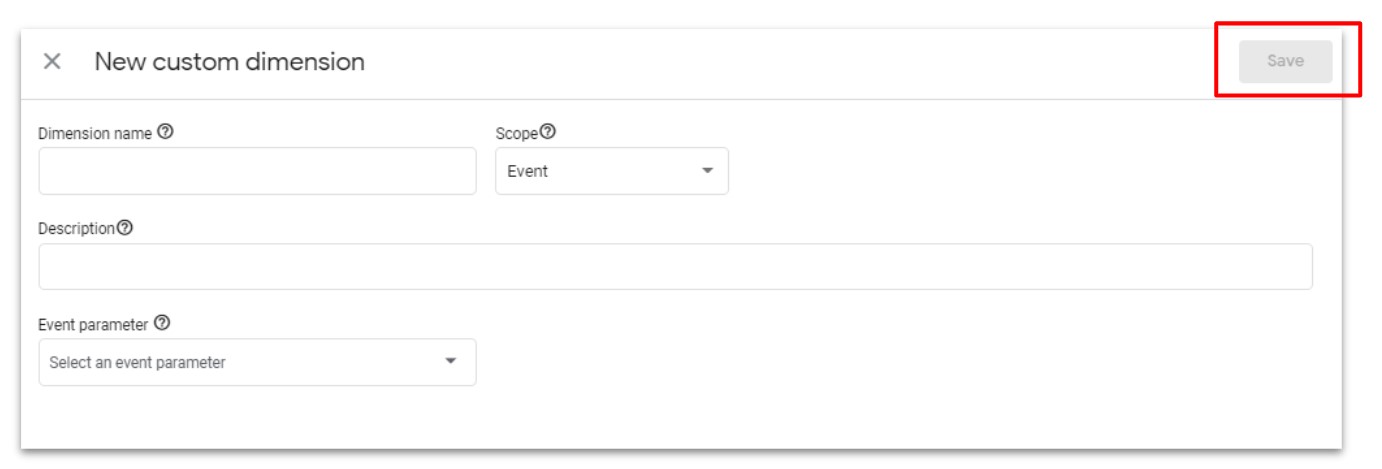 New custom dimension
Save
Dimension name
Scope
Event
Description
Event parameter
Select an event parameter